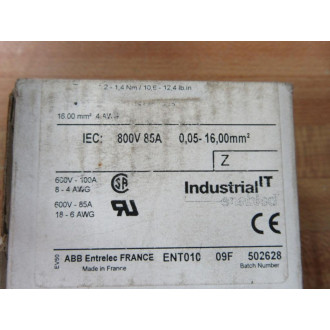 1,4 Nm / 10,6 - 12,4 lb.in
16.00 mm² 4 AWG
IEC: 800V 85A 0,05-16,00mm²
Z
600V - 100A
8 - 4 AWG
600V - 85A
18 - 6 AWG
Industrial IT
enabled
EV90 ABB Entrelec FRANCE ENT010 09F 502628
Made in France Batch Number